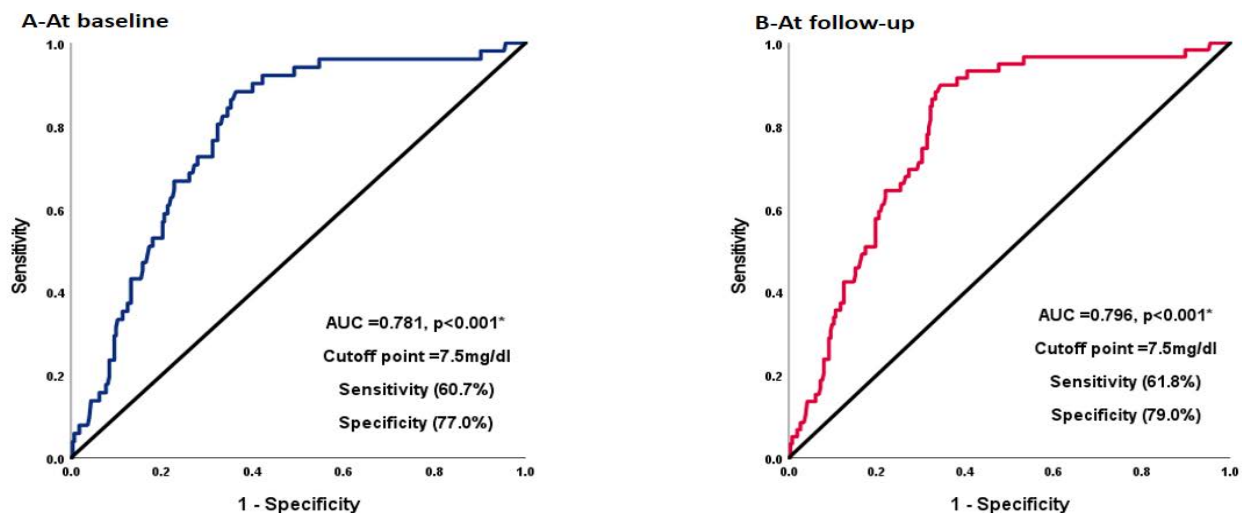 A-At baseline
1.0
0.8
0.6
0.4
0.2
0.0
Sensitivity
AUC =0.781, p<0.001*
Cutoff point =7.5mg/dl
Sensitivity (60.7%)
Specificity (77.0%)
0.0 0.2 0.4 0.6 0.8 1.0
1 - Specificity
B-At follow-up
1.0
0.8
0.6
0.4
0.2
0.0
Sensitivity
AUC =0.796, p<0.001*
Cutoff point =7.5mg/dl
Sensitivity (61.8%)
Specificity (79.0%)
0.0 0.2 0.4 0.6 0.8 1.0
1 - Specificity